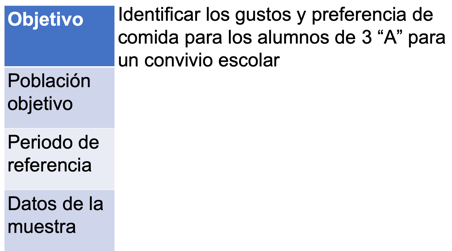 Objetivo
Identificar los gustos y preferencia de
comida para los alumnos de 3 “A” para
un convivio escolar
Población
objetivo
Periodo de
referencia
Datos de la
muestra